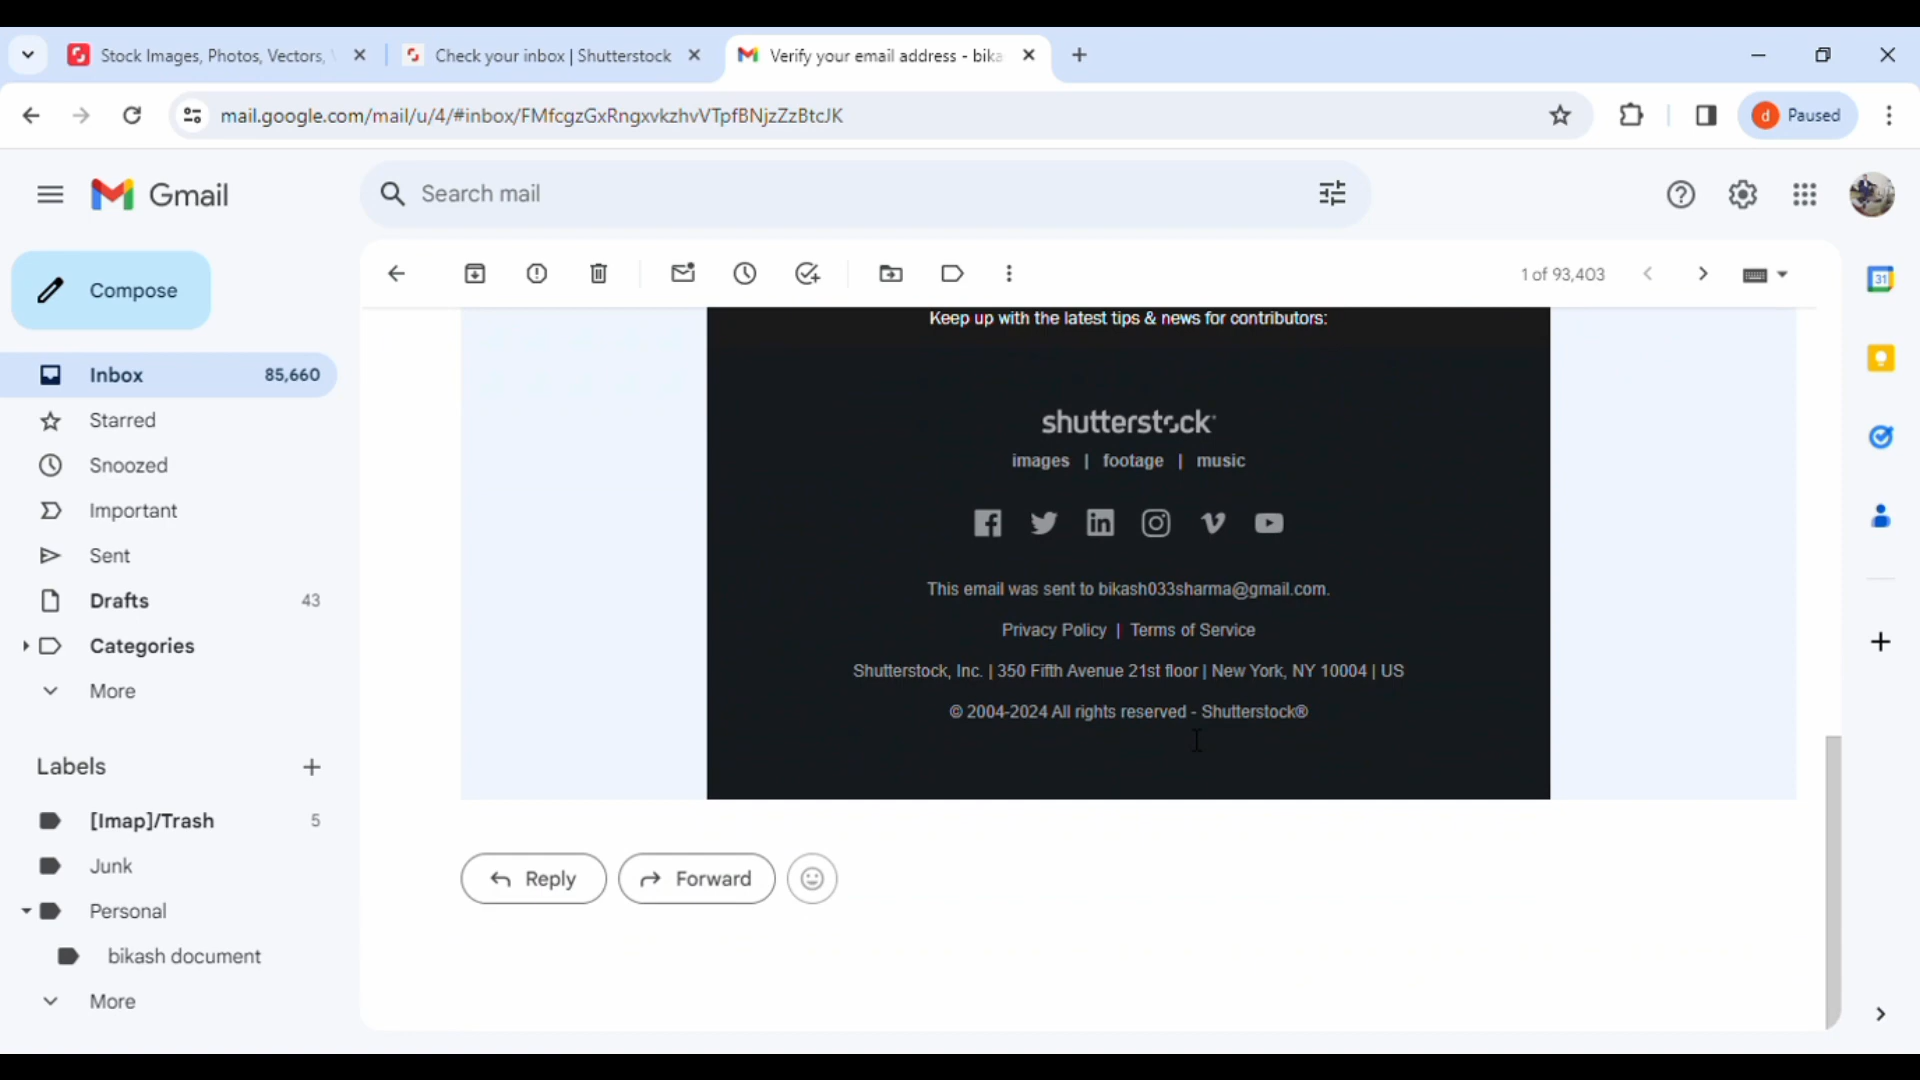 Stock Images, Photos, Vectors,
Check your inbox | Shutterstock
Verify your email address - bika
mail.google.com/mail/u/4/#inbox/FMfcgzGxRngxvkzhvVTpfBNjzZzBtcJK
d Paused
Gmail
Search mail
Compose
1 of 93,403
31
Inbox 85,660
Starred
Snoozed
Important
Sent
Drafts 43
Categories
More
Labels
[Imap]/Trash 5
Junk
Personal
bikash document
More
Keep up with the latest tips & news for contributors:
shutterstock
images | footage | music
This email was sent to bikash033sharma@gmail.com.
Privacy Policy | Terms of Service
Shutterstock, Inc. | 350 Fifth Avenue 21st floor | New York, NY 10004 | US
© 2004-2024 All rights reserved - Shutterstock®
Reply
Forward